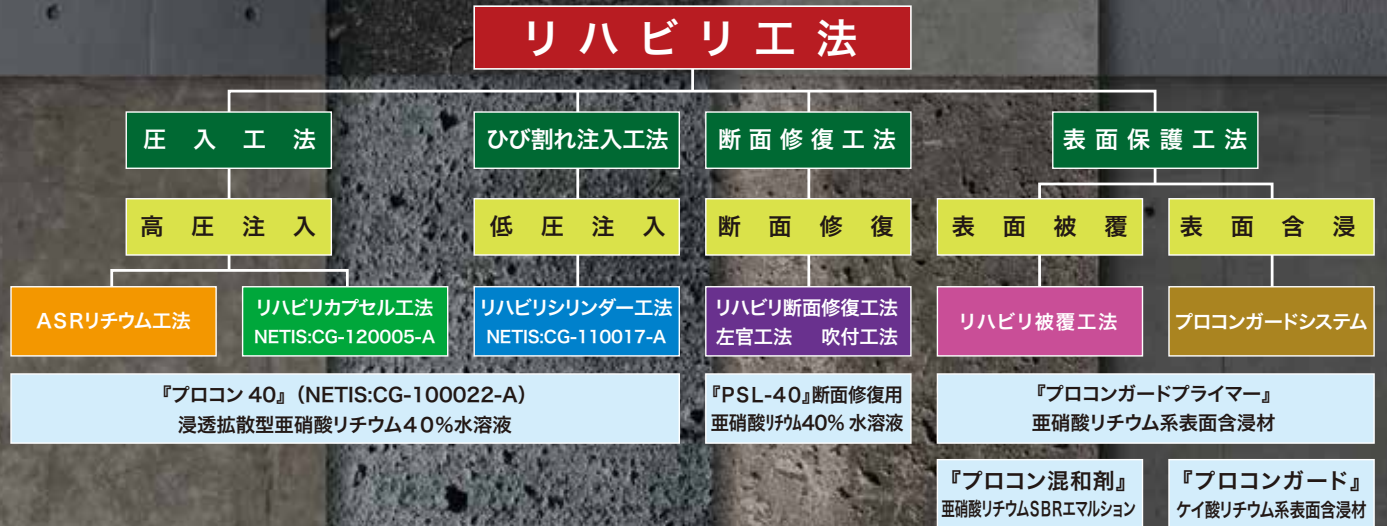 リハビリ工法
圧入工法
ひび割れ注入工法
断面修復工法
表面保護工法
高圧注入
低圧注入
断面修復
表面被覆
表面含浸
ASRリチウム工法
リハビリカプセル工法
NETIS:CG-120005-A
リハビリシリンダー工法
NETIS:CG-110017-A
リハビリ断面修復工法
左官工法 吹付工法
リハビリ被覆工法
プロコンガードシステム
『プロコン 40』(NETIS:CG-100022-A)
浸透拡散型亜硝酸リチウム40%水溶液
『PSL-40』断面修復用
亜硝酸リチウム40% 水溶液
『プロコンガードプライマー』
亜硝酸リチウム系表面含浸材
『プロコン混和剤』
亜硝酸リチウムSBRエマルション
『プロコンガード』
ケイ酸リチウム系表面含浸材